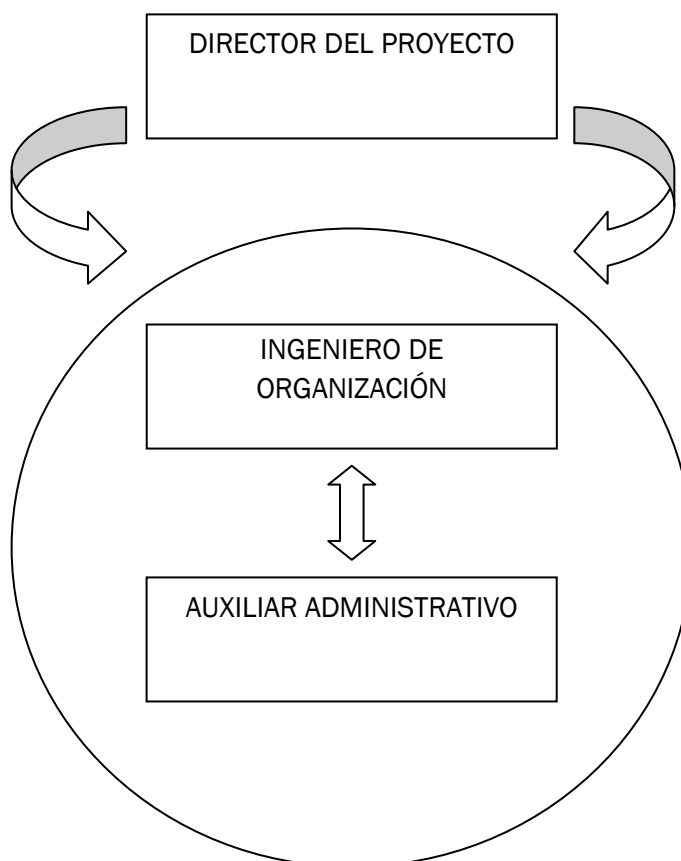 DIRECTOR DEL PROYECTO
INGENIERO DE
ORGANIZACIÓN
AUXILIAR ADMINISTRATIVO